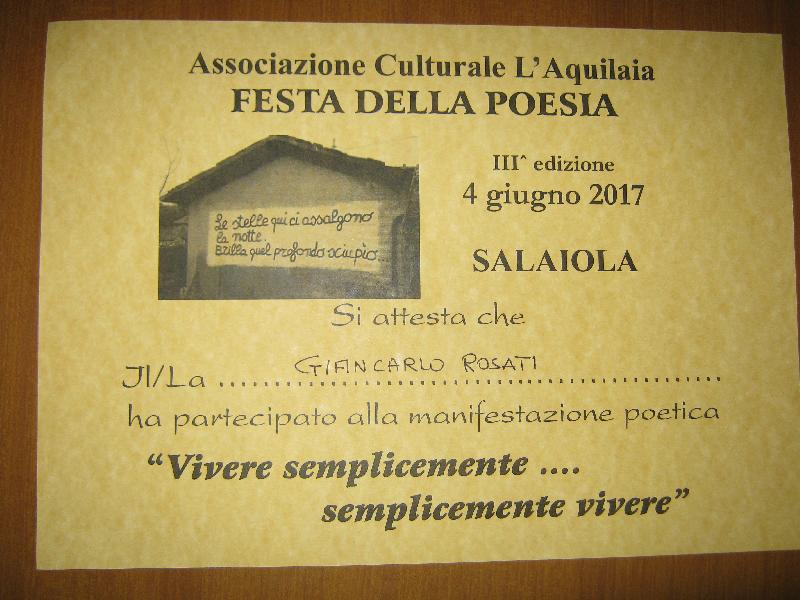 Associazione Culturale L'Aquilaia
FESTA DELLA POESIA
III^ edizione
4 giugno 2017
SALAIOLA
Le stelle qui ci assalgono
la notte.
Brilla quel profondo sciupìo...
Si attesta che
Il/La ........ GIANCARLO ROSATI ........
ha partecipato alla manifestazione poetica
“Vivere semplicemente ....
semplicemente vivere”